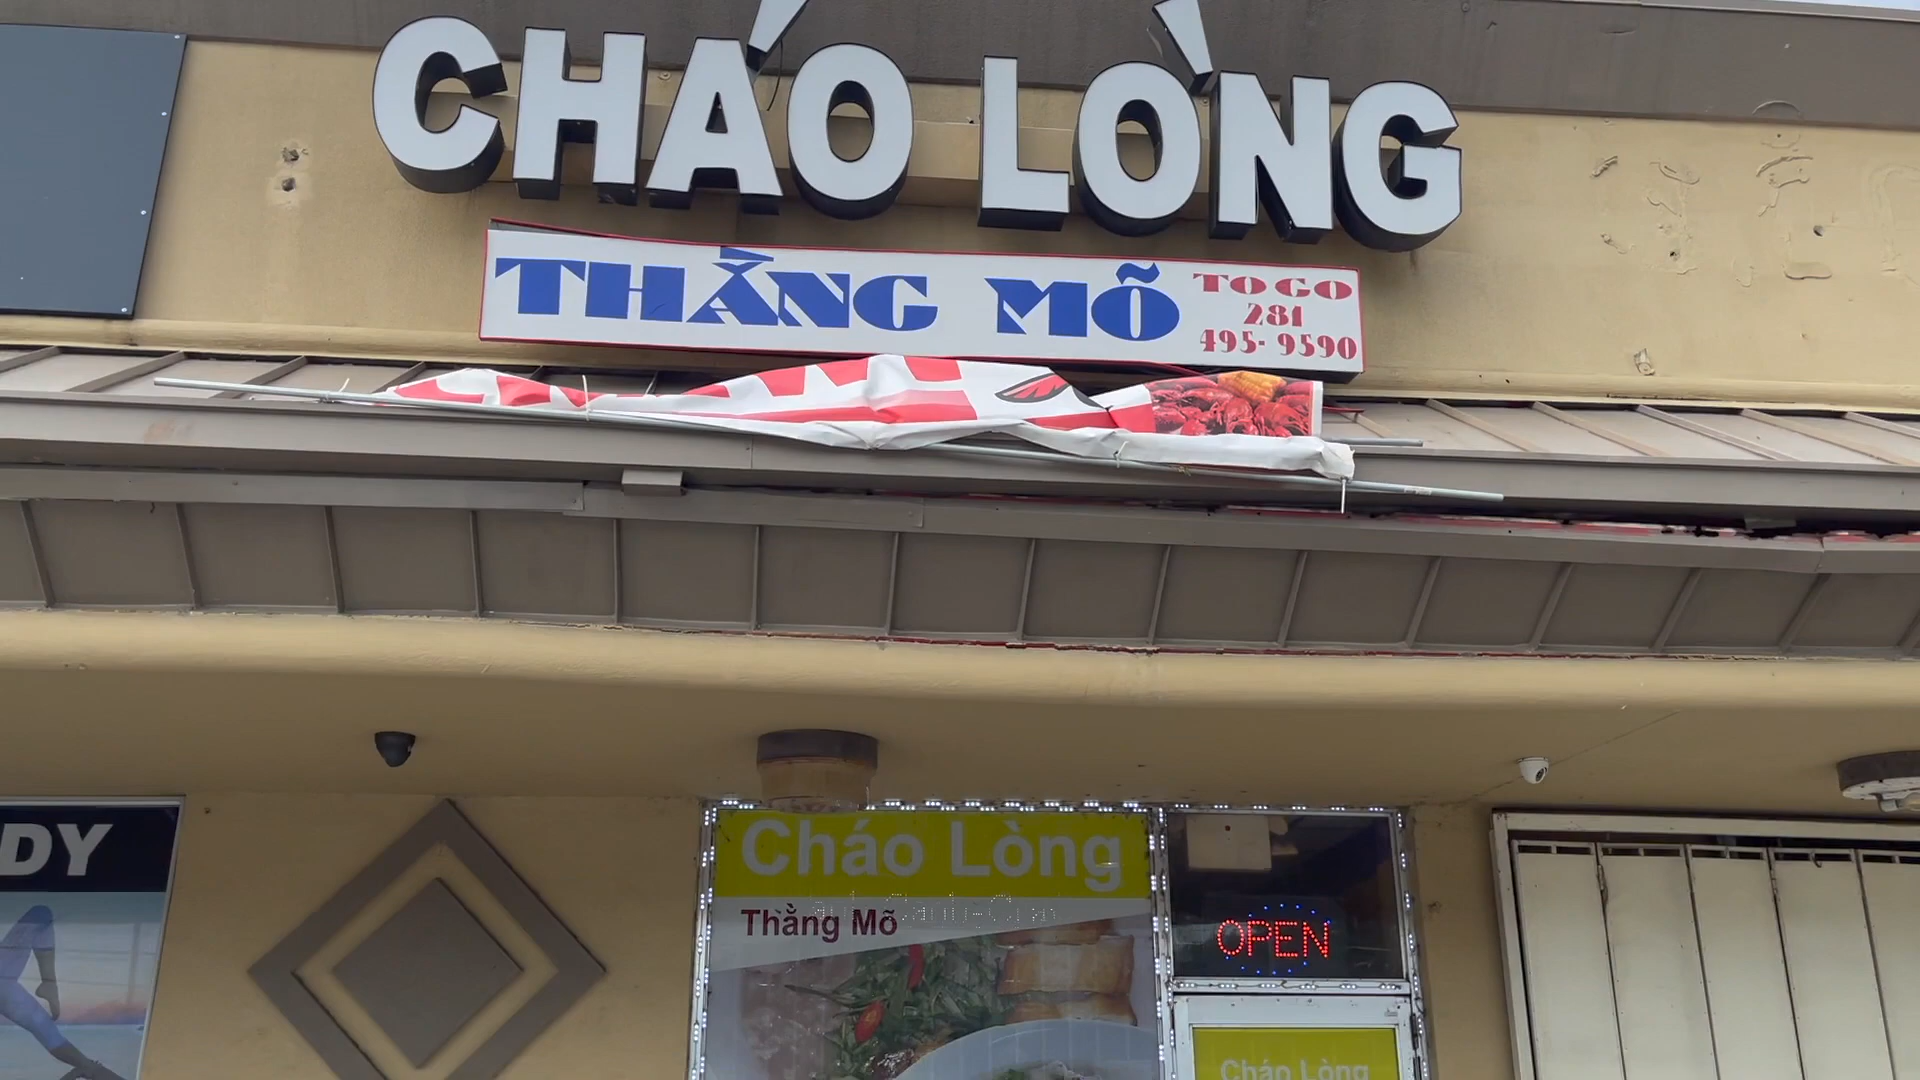 CHÁO LÒNG
THẰNG MÕ
TO GO
281
495-9590
DY
Cháo Lòng
Thằng Mõ
OPEN
Cháo Lòng